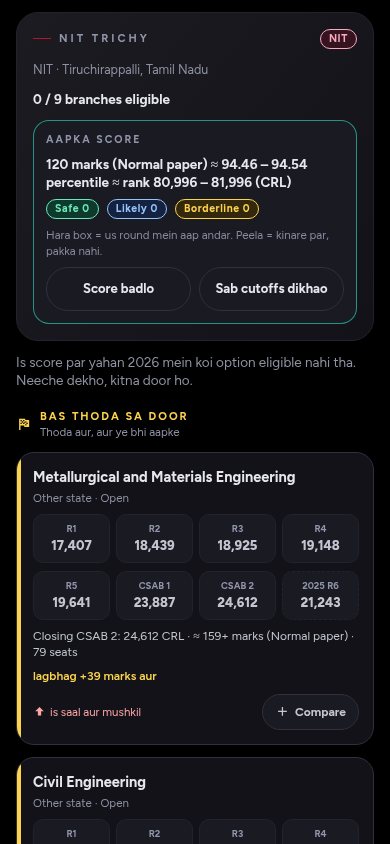 NIT TRICHY
NIT
NIT · Tiruchirappalli, Tamil Nadu
0 / 9 branches eligible
AAPKA SCORE
120 marks (Normal paper) ≈ 94.46 – 94.54
percentile ≈ rank 80,996 – 81,996 (CRL)
Safe 0 Likely 0 Borderline 0
Hara box = us round mein aap andar. Peela = kinare par,
pakka nahi.
Score badlo Sab cutoffs dikhao
Is score par yahan 2026 mein koi option eligible nahi tha.
Neeche dekho, kitna door ho.
BAS THODA SA DOOR
Thoda aur, aur ye bhi aapke
Metallurgical and Materials Engineering
Other state · Open
R1 R2 R3 R4
17,407 18,439 18,925 19,148
R5 CSAB 1 CSAB 2 2025 R6
19,641 23,887 24,612 21,243
Closing CSAB 2: 24,612 CRL · ≈ 159+ marks (Normal paper) ·
79 seats
lagbhag +39 marks aur
is saal aur mushkil
+ Compare
Civil Engineering
Other state · Open
R1 R2 R3 R4